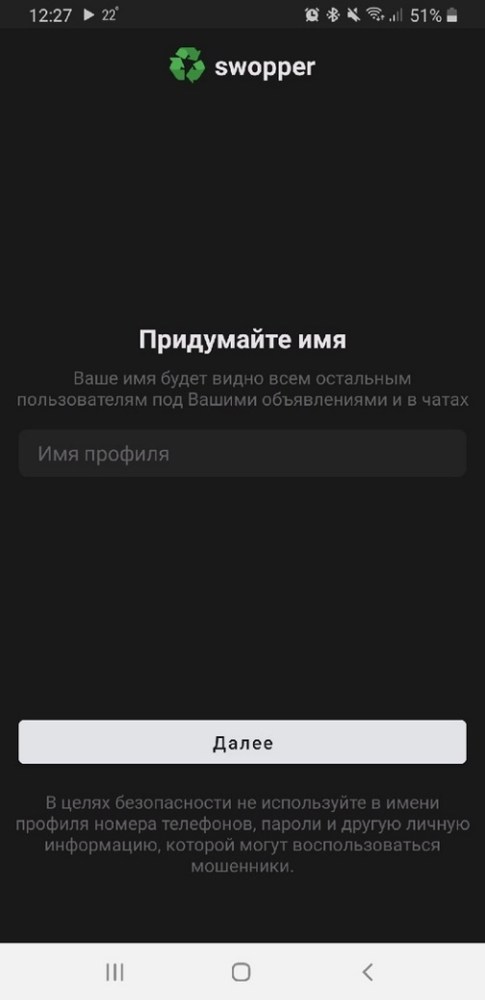 12:27 22° 51%
swopper
Придумайте имя
Ваше имя будет видно всем остальным
пользователям под Вашими объявлениями и в чатах
Имя профиля
Далее
В целях безопасности не используйте в имени
профиля номера телефонов, пароли и другую личную
информацию, которой могут воспользоваться
мошенники.